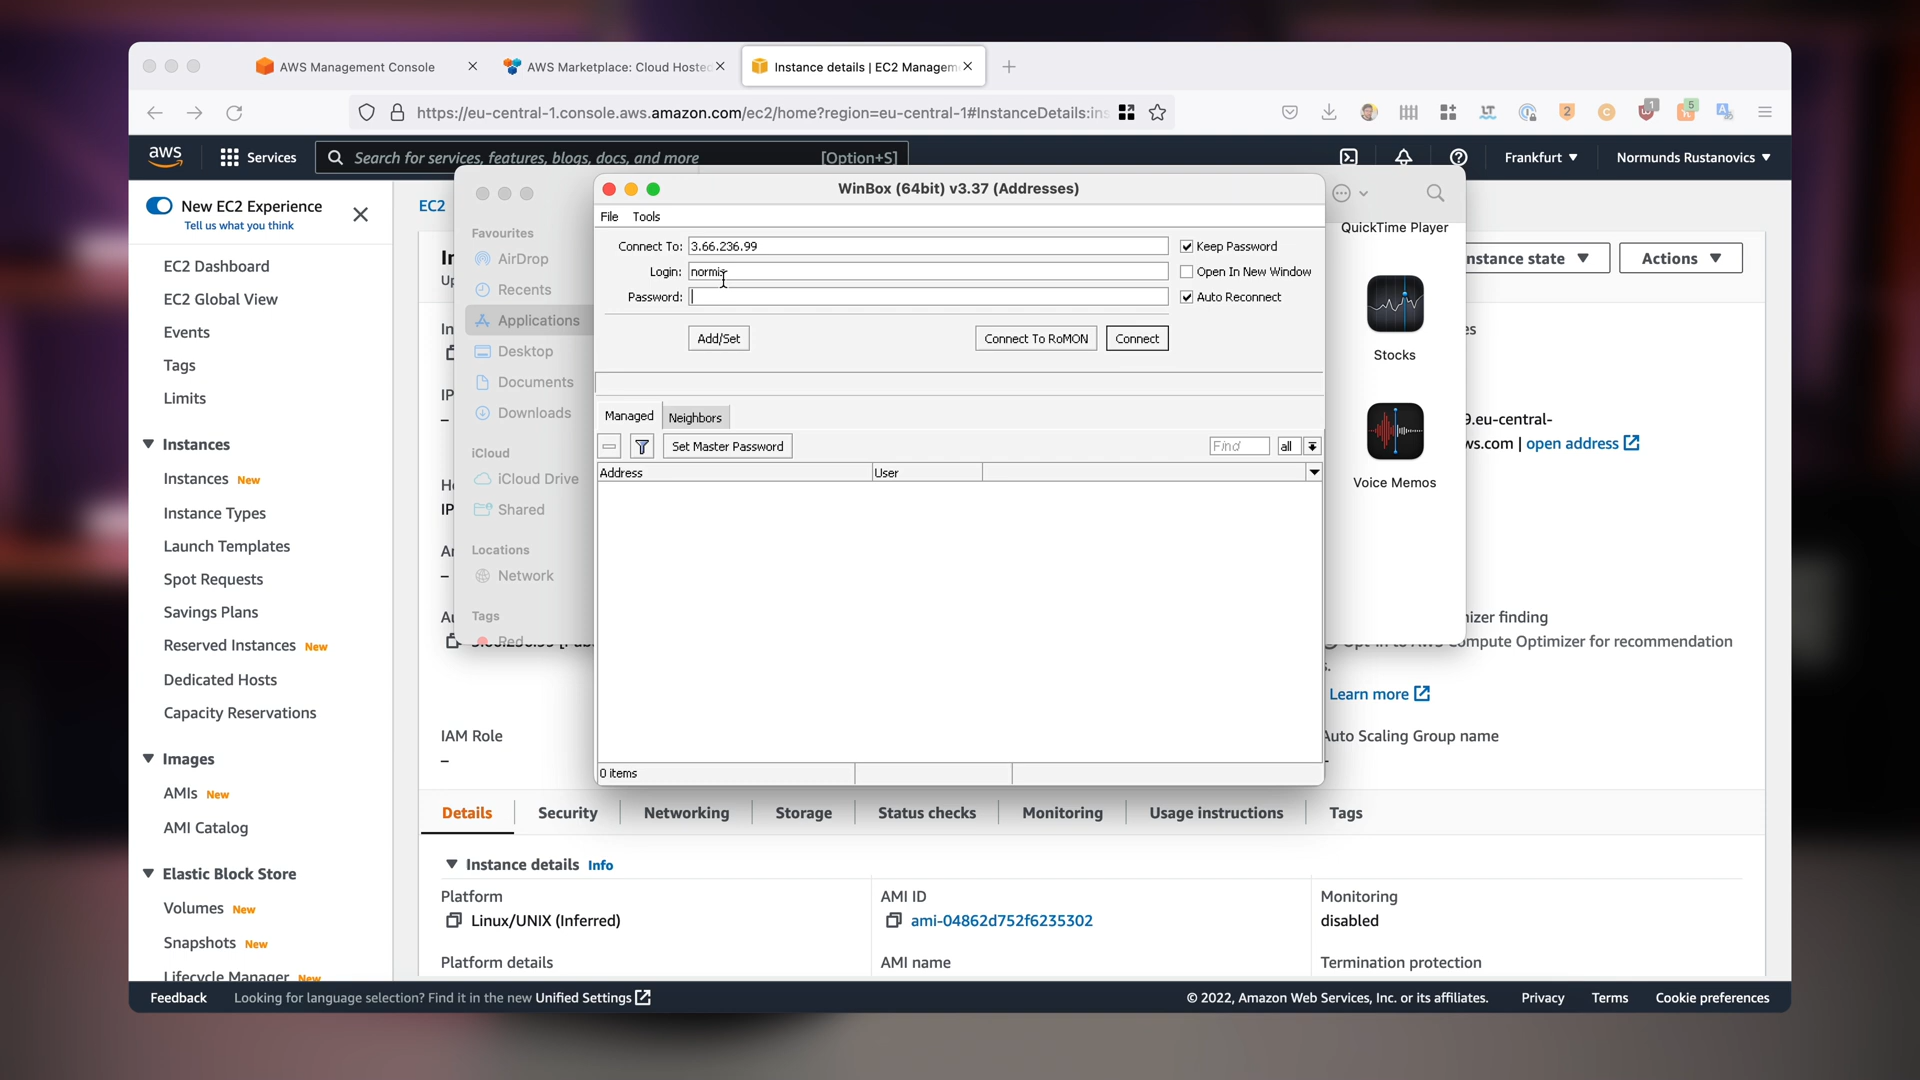 AWS Management Console
AWS Marketplace: Cloud Hosted
Instance details | EC2 Managem
https://eu-central-1.console.aws.amazon.com/ec2/home?region=eu-central-1#InstanceDetails:ins
aws
Services
Search for services, features, blogs, docs, and more
[Option+S]
Frankfurt
Normunds Rustanovics
New EC2 Experience
Tell us what you think
EC2 Dashboard
EC2 Global View
Events
Tags
Limits
Instances
Instances New
Instance Types
Launch Templates
Spot Requests
Savings Plans
Reserved Instances New
Dedicated Hosts
Capacity Reservations
Images
AMIs New
AMI Catalog
Elastic Block Store
Volumes New
Snapshots New
Lifecycle Manager New
EC2
Favourites
AirDrop
Recents
Applications
Desktop
Documents
Downloads
iCloud
iCloud Drive
Shared
Locations
Network
Tags
Red
WinBox (64bit) v3.37 (Addresses)
File Tools
Connect To: 3.66.236.99
Keep Password
Login: normis
Open In New Window
Password:
Auto Reconnect
Add/Set
Connect To RoMON
Connect
Managed
Neighbors
Set Master Password
Find
all
Address
User
0 items
QuickTime Player
Stocks
Voice Memos
nstance state
Actions
es
9.eu-central-
ws.com | open address
izer finding
Opt-in to AWS Compute Optimizer for recommendation
s.
Learn more
IAM Role
–
Auto Scaling Group name
–
Details
Security
Networking
Storage
Status checks
Monitoring
Usage instructions
Tags
Instance details Info
Platform
Linux/UNIX (Inferred)
AMI ID
ami-04862d752f6235302
Monitoring
disabled
Platform details
AMI name
Termination protection
Feedback
Looking for language selection? Find it in the new Unified Settings
© 2022, Amazon Web Services, Inc. or its affiliates.
Privacy
Terms
Cookie preferences